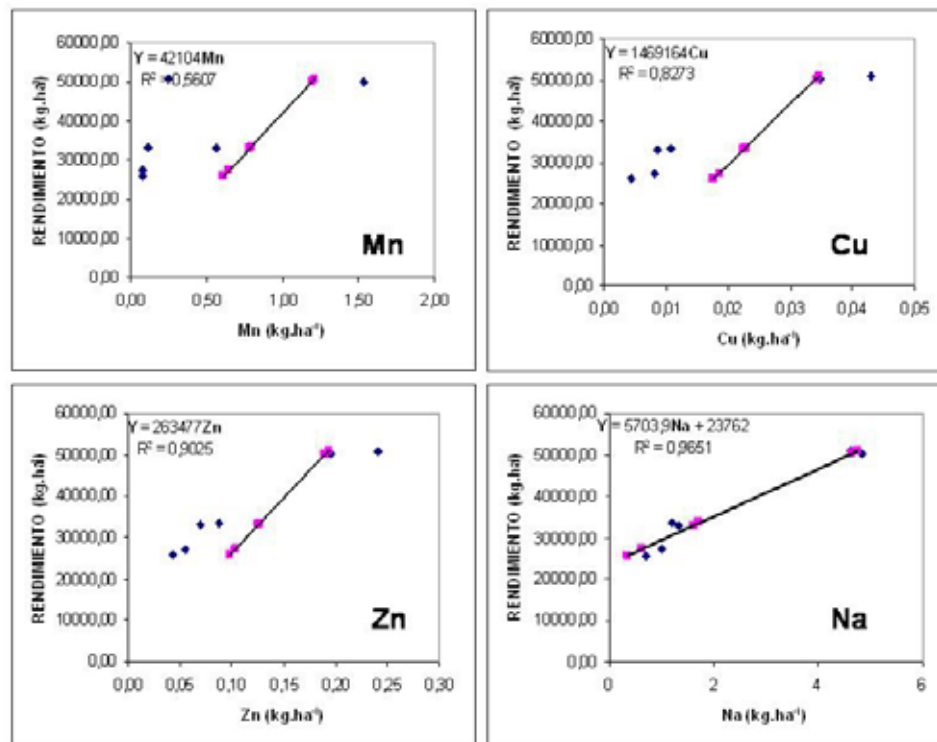 Y = 42104Mn
R² = 0,5607
RENDIMIENTO (kg.ha
60000,00
50000,00
40000,00
30000,00
20000,00
10000,00
0,00
Mn
0,00 0,50 1,00 1,50 2,00
Mn (kg.ha⁻¹)
Y = 1469164Cu
R² = 0,8273
RENDIMIENTO (kg.ha
60000,00
50000,00
40000,00
30000,00
20000,00
10000,00
0,00
Cu
0,00 0,01 0,02 0,03 0,04 0,05
Cu (kg.ha⁻¹)
Y = 263477Zn
R² = 0,9025
RENDIMIENTO (kg.ha
60000,00
50000,00
40000,00
30000,00
20000,00
10000,00
0,00
Zn
0,00 0,05 0,10 0,15 0,20 0,25 0,30
Zn (kg.ha⁻¹)
Y = 5703,9Na + 23762
R² = 0,9651
RENDIMIENTO (kg.ha
60000,00
50000,00
40000,00
30000,00
20000,00
10000,00
0,00
Na
0 2 4 6
Na (kg.ha⁻¹)